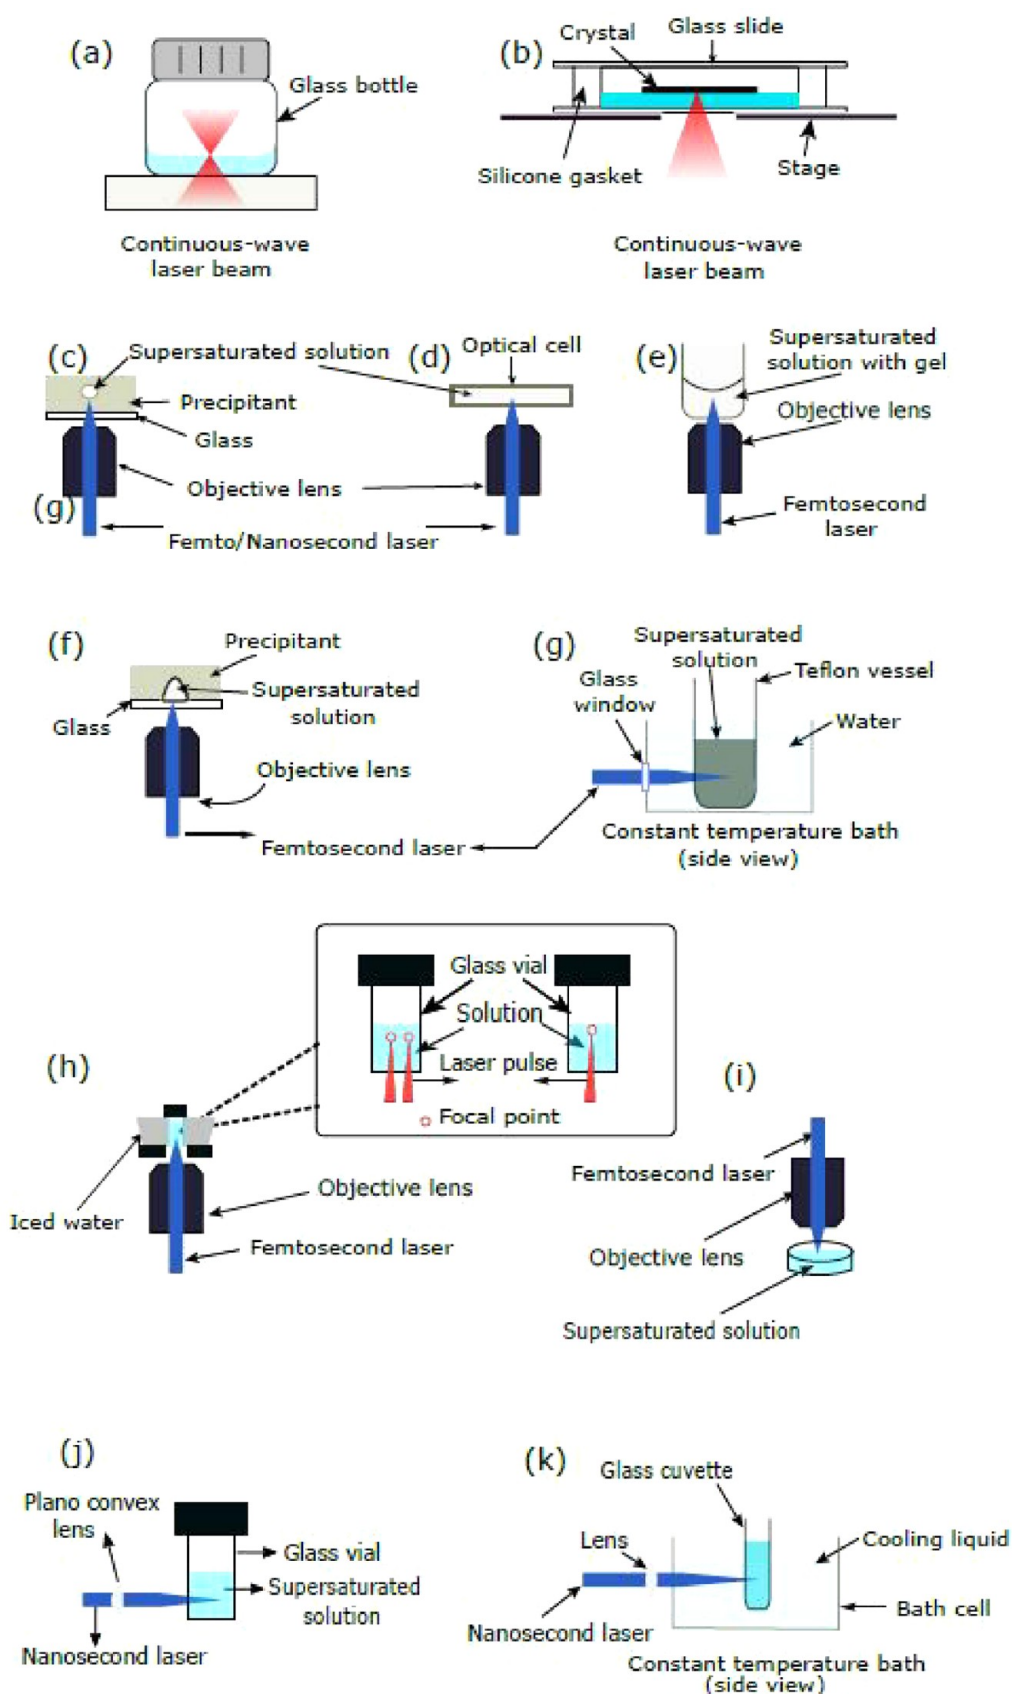 (a)
Glass bottle
Continuous-wave
laser beam
(b)
Crystal
Glass slide
Silicone gasket
Stage
Continuous-wave
laser beam
(c)
Supersaturated solution
Precipitant
Glass
Objective lens
(g)
Femto/Nanosecond laser
(d)
Optical cell
(e)
Supersaturated
solution with gel
Objective lens
Femtosecond
laser
(f)
Precipitant
Supersaturated
solution
Glass
Objective lens
Femtosecond laser
(g)
Supersaturated
solution
Glass
window
Teflon vessel
Water
Constant temperature bath
(side view)
(h)
Glass vial
Solution
Laser pulse
Focal point
Iced water
Objective lens
Femtosecond laser
(i)
Femtosecond laser
Objective lens
Supersaturated solution
(j)
Plano convex
lens
Glass vial
Supersaturated
solution
Nanosecond laser
(k)
Glass cuvette
Lens
Cooling liquid
Nanosecond laser
Bath cell
Constant temperature bath
(side view)